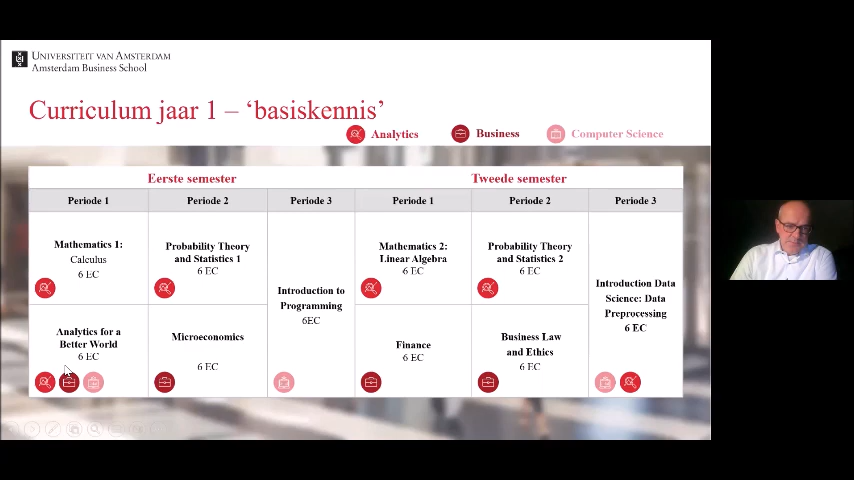 UNIVERSITEIT VAN AMSTERDAM
Amsterdam Business School
Curriculum jaar 1 – ‘basiskennis’
Analytics
Business
Computer Science
Eerste semester
Tweede semester
Periode 1
Periode 2
Periode 3
Periode 1
Periode 2
Periode 3
Mathematics 1:
Calculus
6 EC
Probability Theory
and Statistics 1
6 EC
Introduction to
Programming
6EC
Mathematics 2:
Linear Algebra
6 EC
Probability Theory
and Statistics 2
6 EC
Introduction Data
Science: Data
Preprocessing
6 EC
Analytics for a
Better World
6 EC
Microeconomics
6 EC
Finance
6 EC
Business Law
and Ethics
6 EC